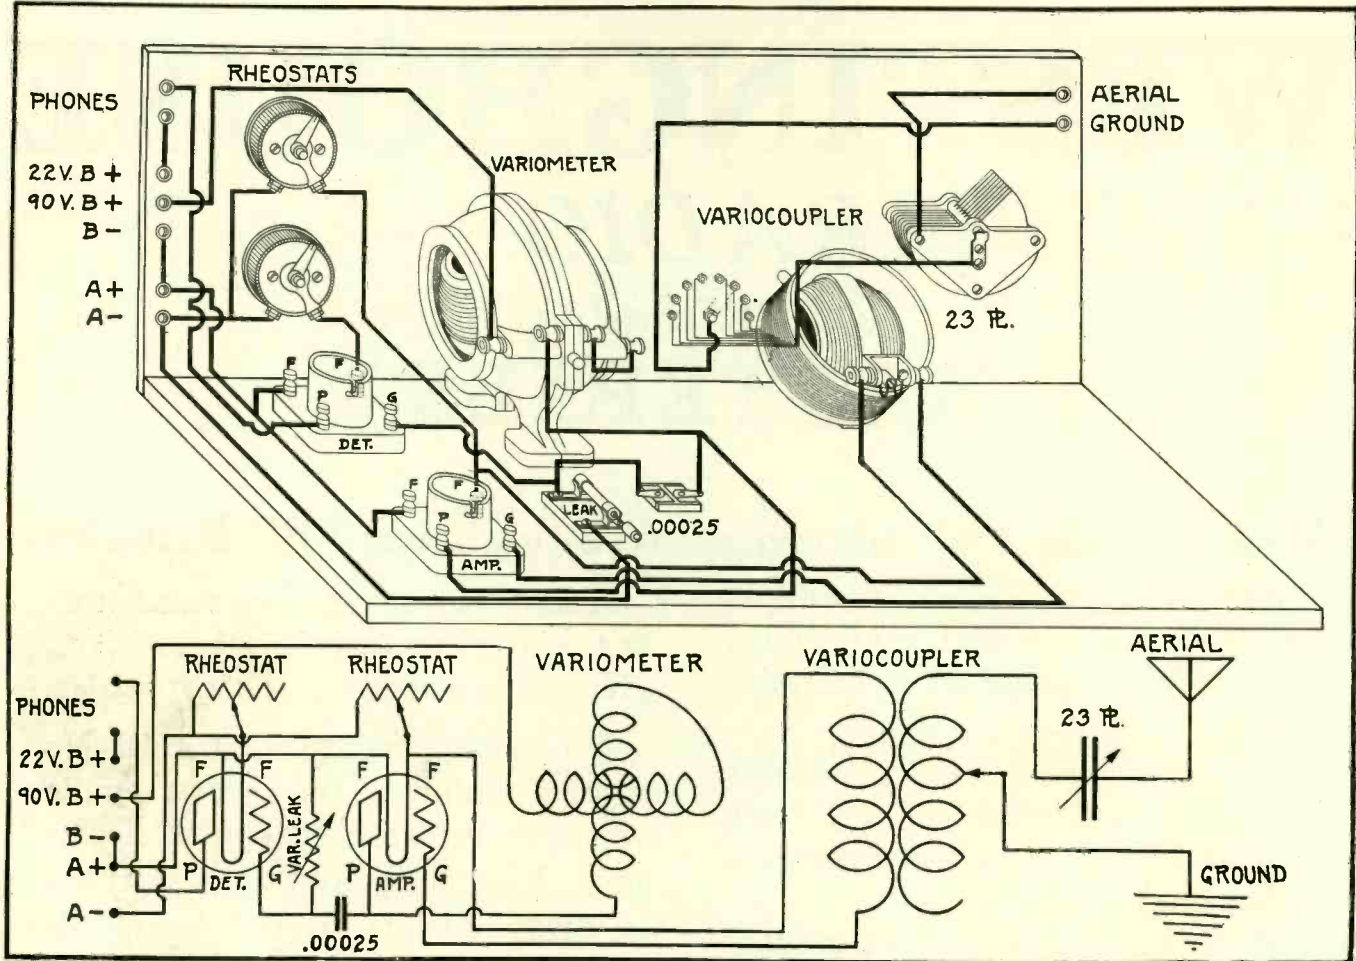 RHEOSTATS
PHONES
22V. B +
90V. B +
B -
A +
A -
VARIOMETER
VARIOCOUPLER
AERIAL
GROUND
23 PL.
F
F
P
G
DET.
F
F
P
G
AMP.
LEAK
.00025
RHEOSTAT
RHEOSTAT
VARIOMETER
VARIOCOUPLER
AERIAL
PHONES
22V. B +
90V. B +
B -
A +
A -
F
F
P
DET.
G
VAR. LEAK
F
F
P
AMP.
G
.00025
23 PL.
GROUND